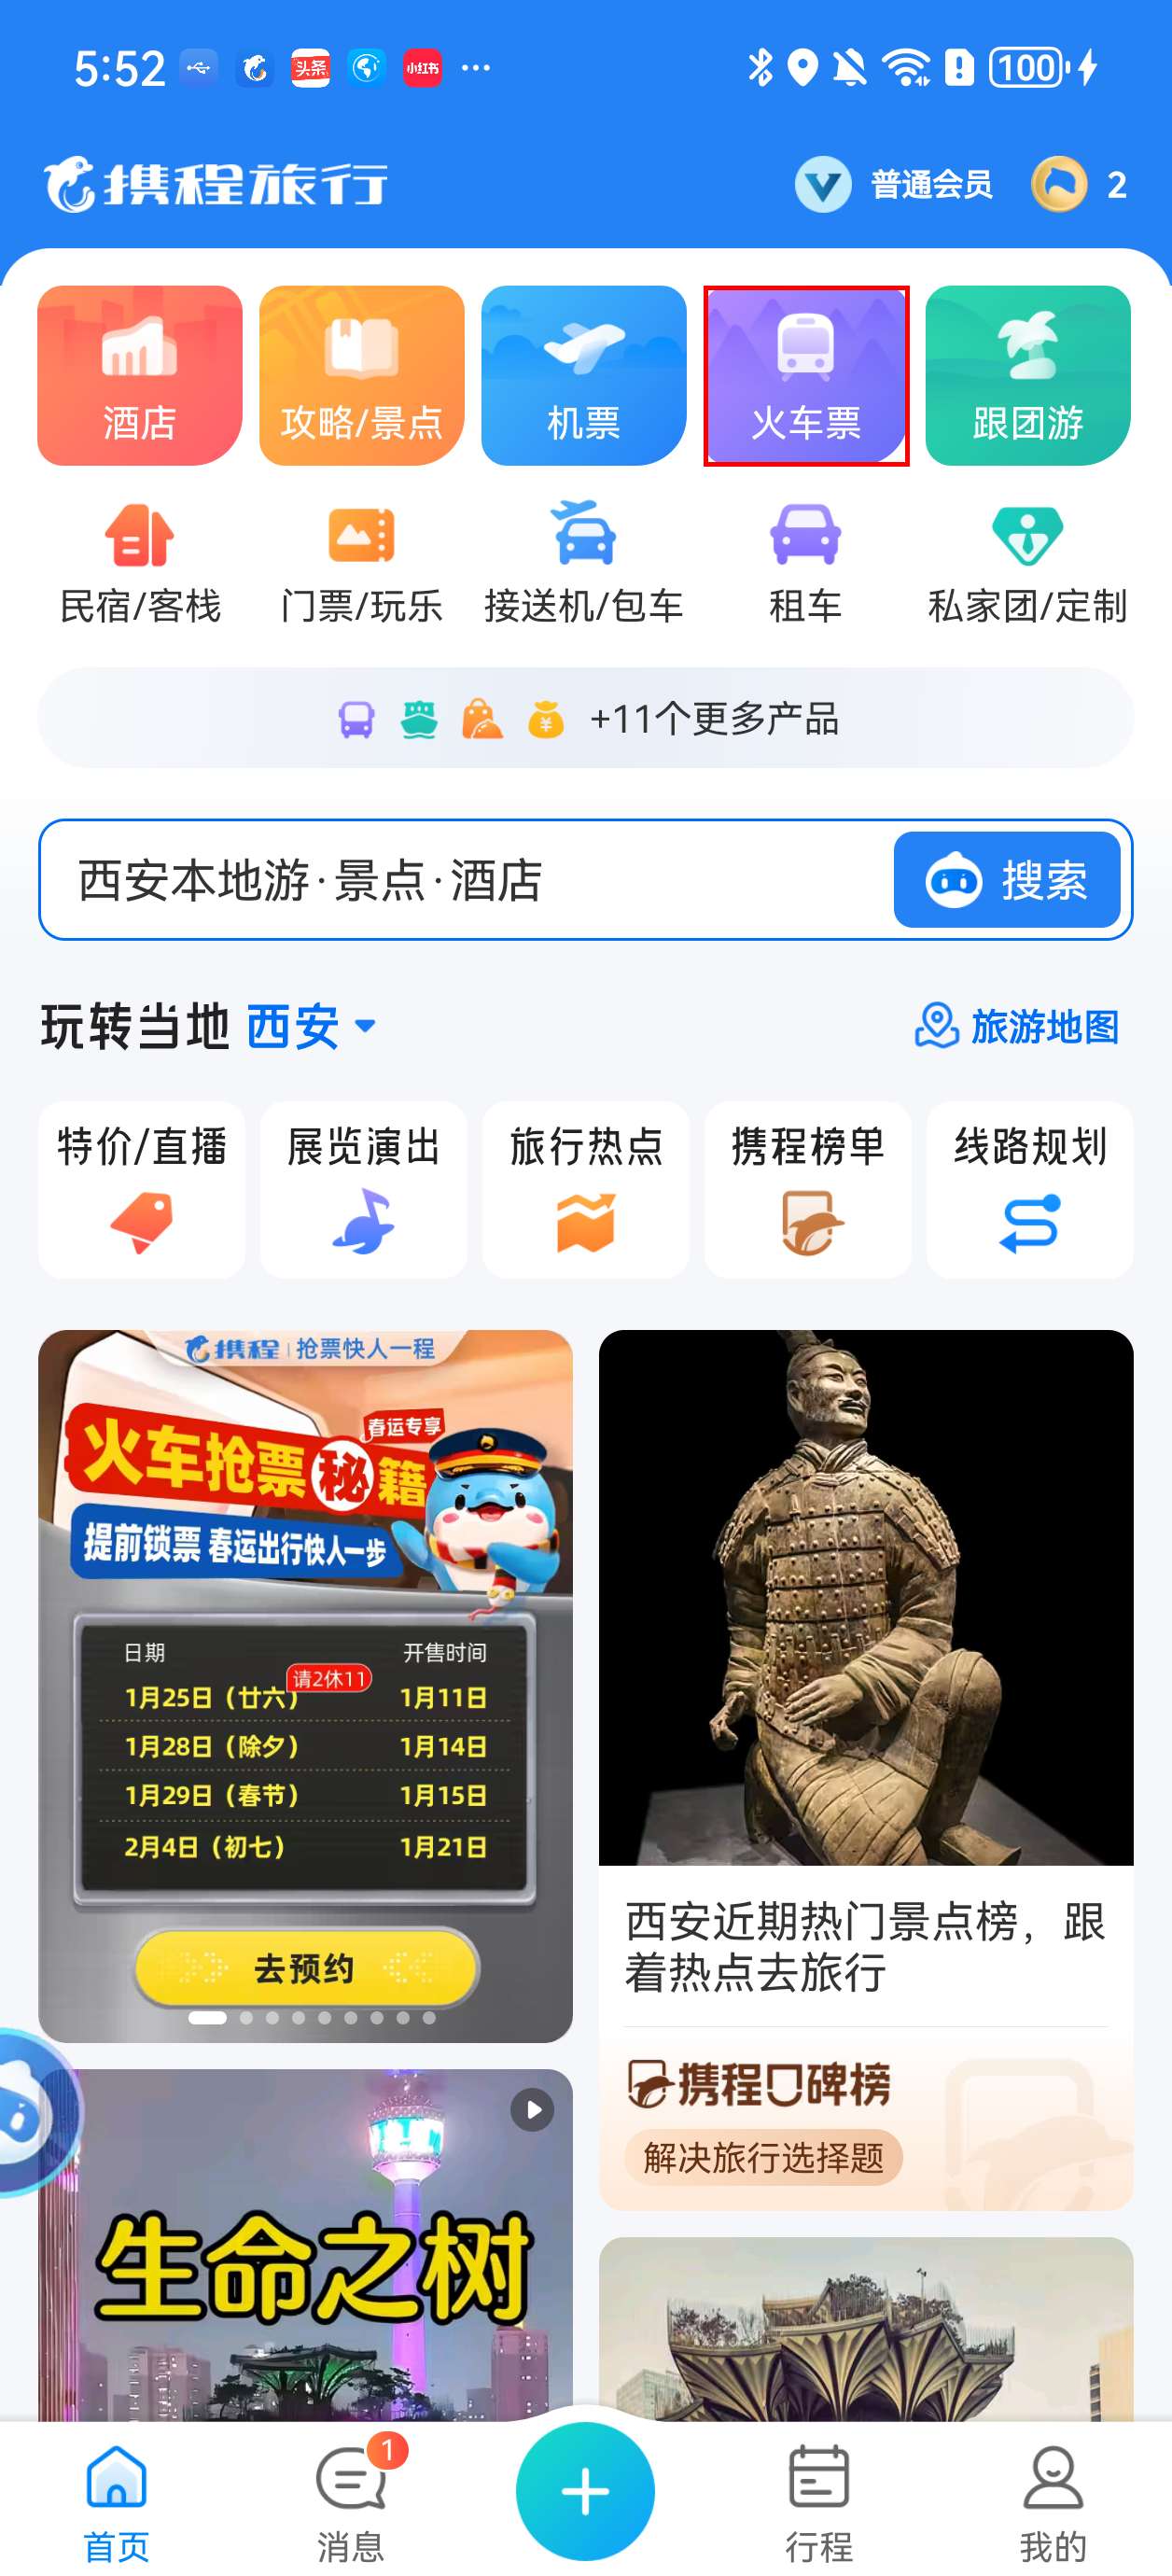 5:52
头条
小红书
100
携程旅行
普通会员
2
酒店
攻略/景点
机票
火车票
跟团游
民宿/客栈
门票/玩乐
接送机/包车
租车
私家团/定制
+11个更多产品
西安本地游·景点·酒店
搜索
玩转当地 西安
旅游地图
特价/直播
展览演出
旅行热点
携程榜单
线路规划
携程 | 抢票快人一程
春运专享
火车抢票秘籍
提前锁票 春运出行快人一步
日期 开售时间
请2休11
1月25日（廿六） 1月11日
1月28日（除夕） 1月14日
1月29日（春节） 1月15日
2月4日（初七） 1月21日
去预约
西安近期热门景点榜，跟
着热点去旅行
携程口碑榜
解决旅行选择题
生命之树
首页
消息
1
行程
我的